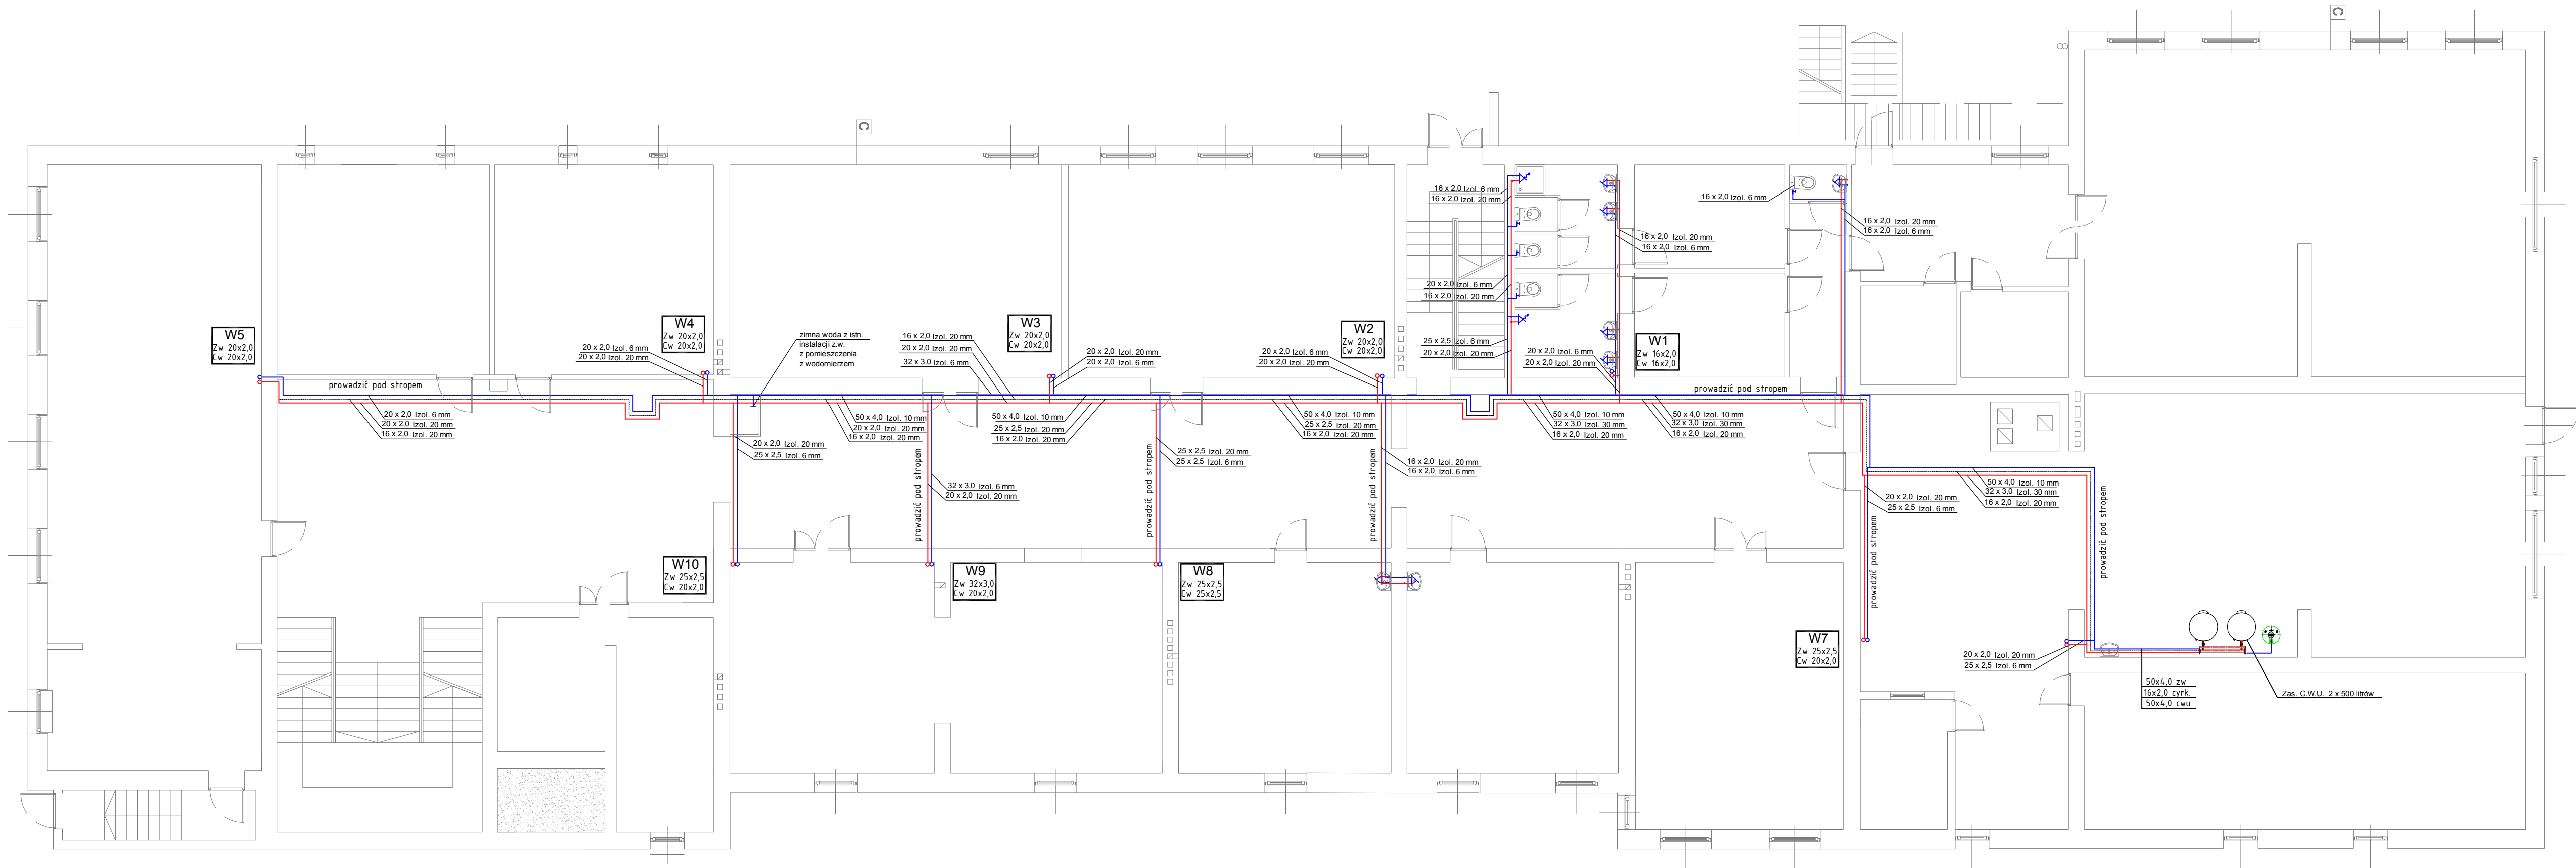 C
C
16 x 2,0 Izol. 6 mm
16 x 2,0 Izol. 20 mm
16 x 2,0 Izol. 6 mm
16 x 2,0 Izol. 20 mm
16 x 2,0 Izol. 6 mm
16 x 2,0 Izol. 20 mm
16 x 2,0 Izol. 6 mm
20 x 2,0 Izol. 6 mm
16 x 2,0 Izol. 20 mm
25 x 2,5 Izol. 6 mm
20 x 2,0 Izol. 20 mm
20 x 2,0 Izol. 6 mm
20 x 2,0 Izol. 20 mm
W1
Zw 16x2,0
Cw 16x2,0
W5
Zw 20x2,0
Cw 20x2,0
W4
Zw 20x2,0
Cw 20x2,0
20 x 2,0 Izol. 6 mm
20 x 2,0 Izol. 20 mm
zimna woda z istn.
instalacji z.w.
z pomieszczenia
z wodomierzem
16 x 2,0 Izol. 20 mm
20 x 2,0 Izol. 20 mm
32 x 3,0 Izol. 6 mm
W3
Zw 20x2,0
Cw 20x2,0
20 x 2,0 Izol. 20 mm
20 x 2,0 Izol. 6 mm
20 x 2,0 Izol. 6 mm
20 x 2,0 Izol. 20 mm
W2
Zw 20x2,0
Cw 20x2,0
prowadzić pod stropem
prowadzić pod stropem
20 x 2,0 Izol. 6 mm
20 x 2,0 Izol. 20 mm
16 x 2,0 Izol. 20 mm
20 x 2,0 Izol. 20 mm
25 x 2,5 Izol. 6 mm
50 x 4,0 Izol. 10 mm
20 x 2,0 Izol. 20 mm
16 x 2,0 Izol. 20 mm
50 x 4,0 Izol. 10 mm
25 x 2,5 Izol. 20 mm
16 x 2,0 Izol. 20 mm
50 x 4,0 Izol. 10 mm
25 x 2,5 Izol. 20 mm
16 x 2,0 Izol. 20 mm
50 x 4,0 Izol. 10 mm
32 x 3,0 Izol. 30 mm
16 x 2,0 Izol. 20 mm
50 x 4,0 Izol. 10 mm
32 x 3,0 Izol. 30 mm
16 x 2,0 Izol. 20 mm
prowadzić pod stropem
32 x 3,0 Izol. 6 mm
20 x 2,0 Izol. 20 mm
prowadzić pod stropem
25 x 2,5 Izol. 20 mm
25 x 2,5 Izol. 6 mm
prowadzić pod stropem
16 x 2,0 Izol. 20 mm
16 x 2,0 Izol. 6 mm
20 x 2,0 Izol. 20 mm
25 x 2,5 Izol. 6 mm
prowadzić pod stropem
50 x 4,0 Izol. 10 mm
32 x 3,0 Izol. 30 mm
16 x 2,0 Izol. 20 mm
prowadzić pod stropem
W10
Zw 25x2,5
Cw 20x2,0
W9
Zw 32x3,0
Cw 20x2,0
W8
Zw 25x2,5
Cw 25x2,5
W7
Zw 25x2,5
Cw 20x2,0
20 x 2,0 Izol. 20 mm
25 x 2,5 Izol. 6 mm
50x4,0 zw
16x2,0 cyrk.
50x4,0 cwu
Zas. C.W.U. 2 x 500 litrów